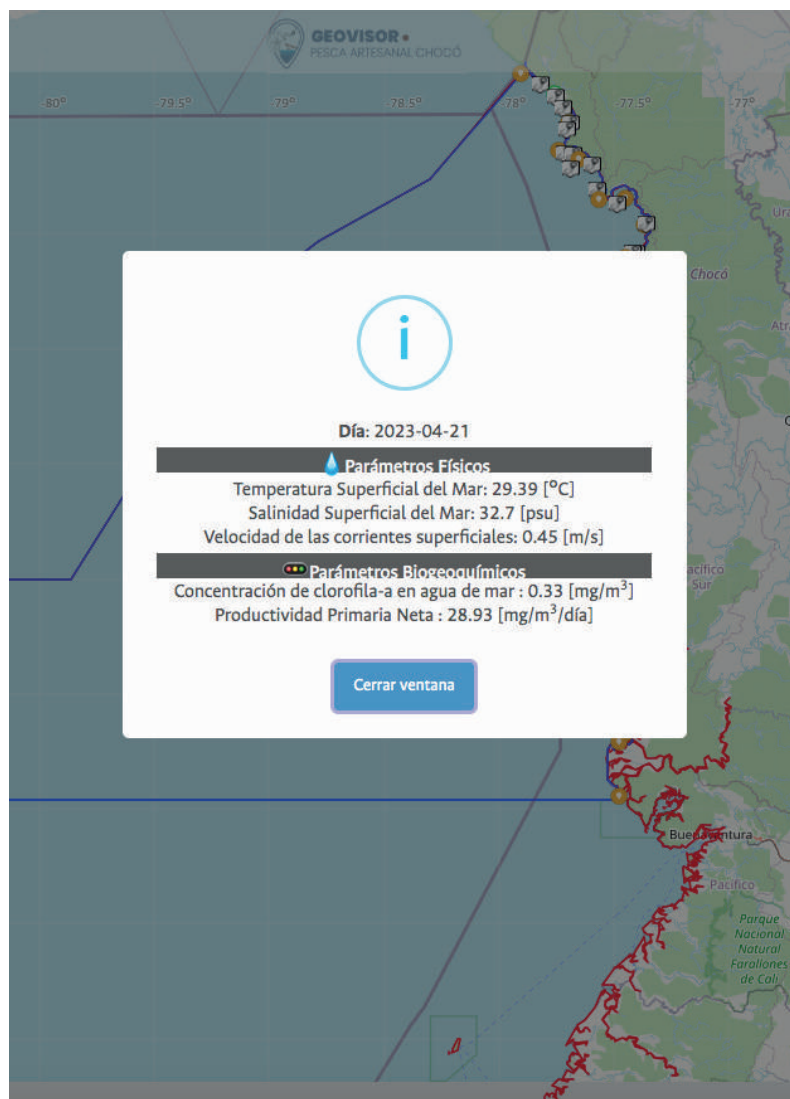 GEOVISOR
PESCA ARTESANAL CHOCÓ
-80° -79.5° -79° -78.5° -78° -77.5° -77°
Chocó
i
Día: 2023-04-21
Parámetros Físicos
Temperatura Superficial del Mar: 29.39 [°C]
Salinidad Superficial del Mar: 32.7 [psu]
Velocidad de las corrientes superficiales: 0.45 [m/s]
Parámetros Biogeoquímicos
Concentración de clorofila-a en agua de mar : 0.33 [mg/m³]
Productividad Primaria Neta : 28.93 [mg/m³/día]
Sur
Cerrar ventana
Buenaventura
Pacífico
Parque
Nacional
Natural
Farallones
de Cali